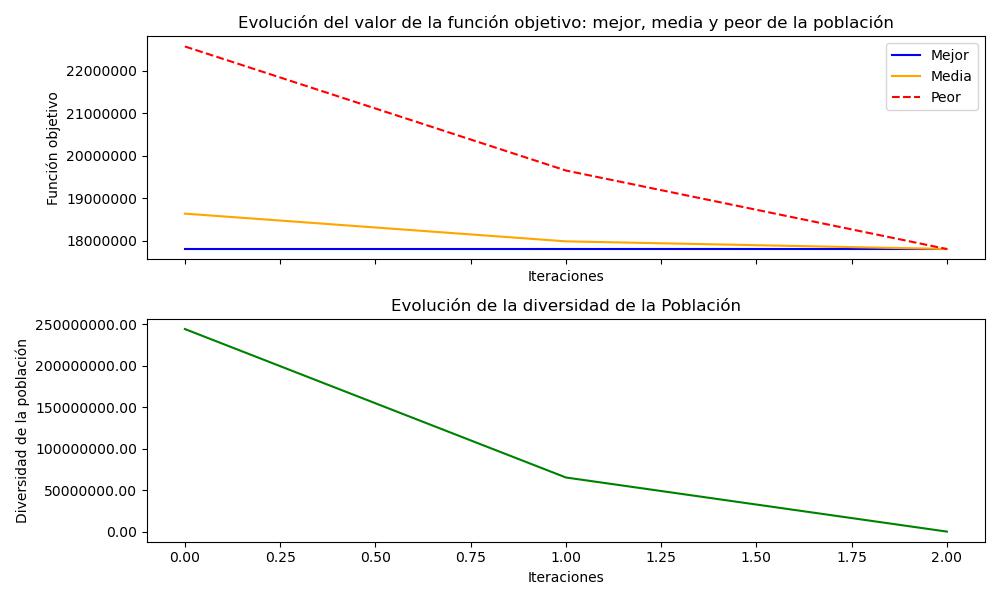 Evolución del valor de la función objetivo: mejor, media y peor de la población
Función objetivo
22000000
21000000
20000000
19000000
18000000
Mejor
Media
Peor
Iteraciones
Evolución de la diversidad de la Población
Diversidad de la población
250000000.00
200000000.00
150000000.00
100000000.00
50000000.00
0.00
0.00 0.25 0.50 0.75 1.00 1.25 1.50 1.75 2.00
Iteraciones